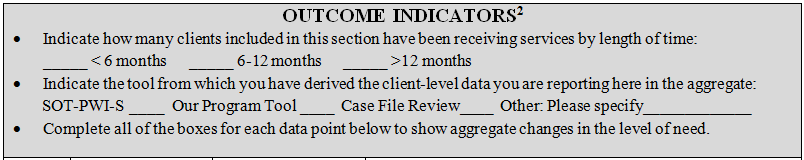 OUTCOME INDICATORS²
• Indicate how many clients included in this section have been receiving services by length of time:
_____ < 6 months _____ 6-12 months _____ >12 months
• Indicate the tool from which you have derived the client-level data you are reporting here in the aggregate:
SOT-PWI-S ____ Our Program Tool ____ Case File Review____ Other: Please specify_____________
• Complete all of the boxes for each data point below to show aggregate changes in the level of need.